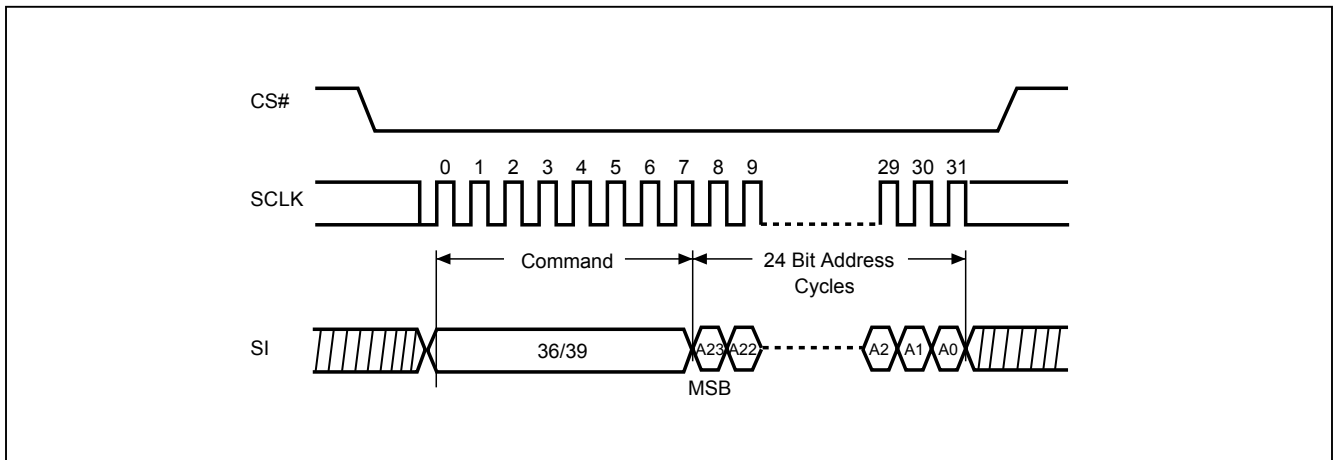 CS#
0 1 2 3 4 5 6 7 8 9 29 30 31
SCLK
Command
24 Bit Address
Cycles
SI
36/39
A23 A22 A2 A1 A0
MSB